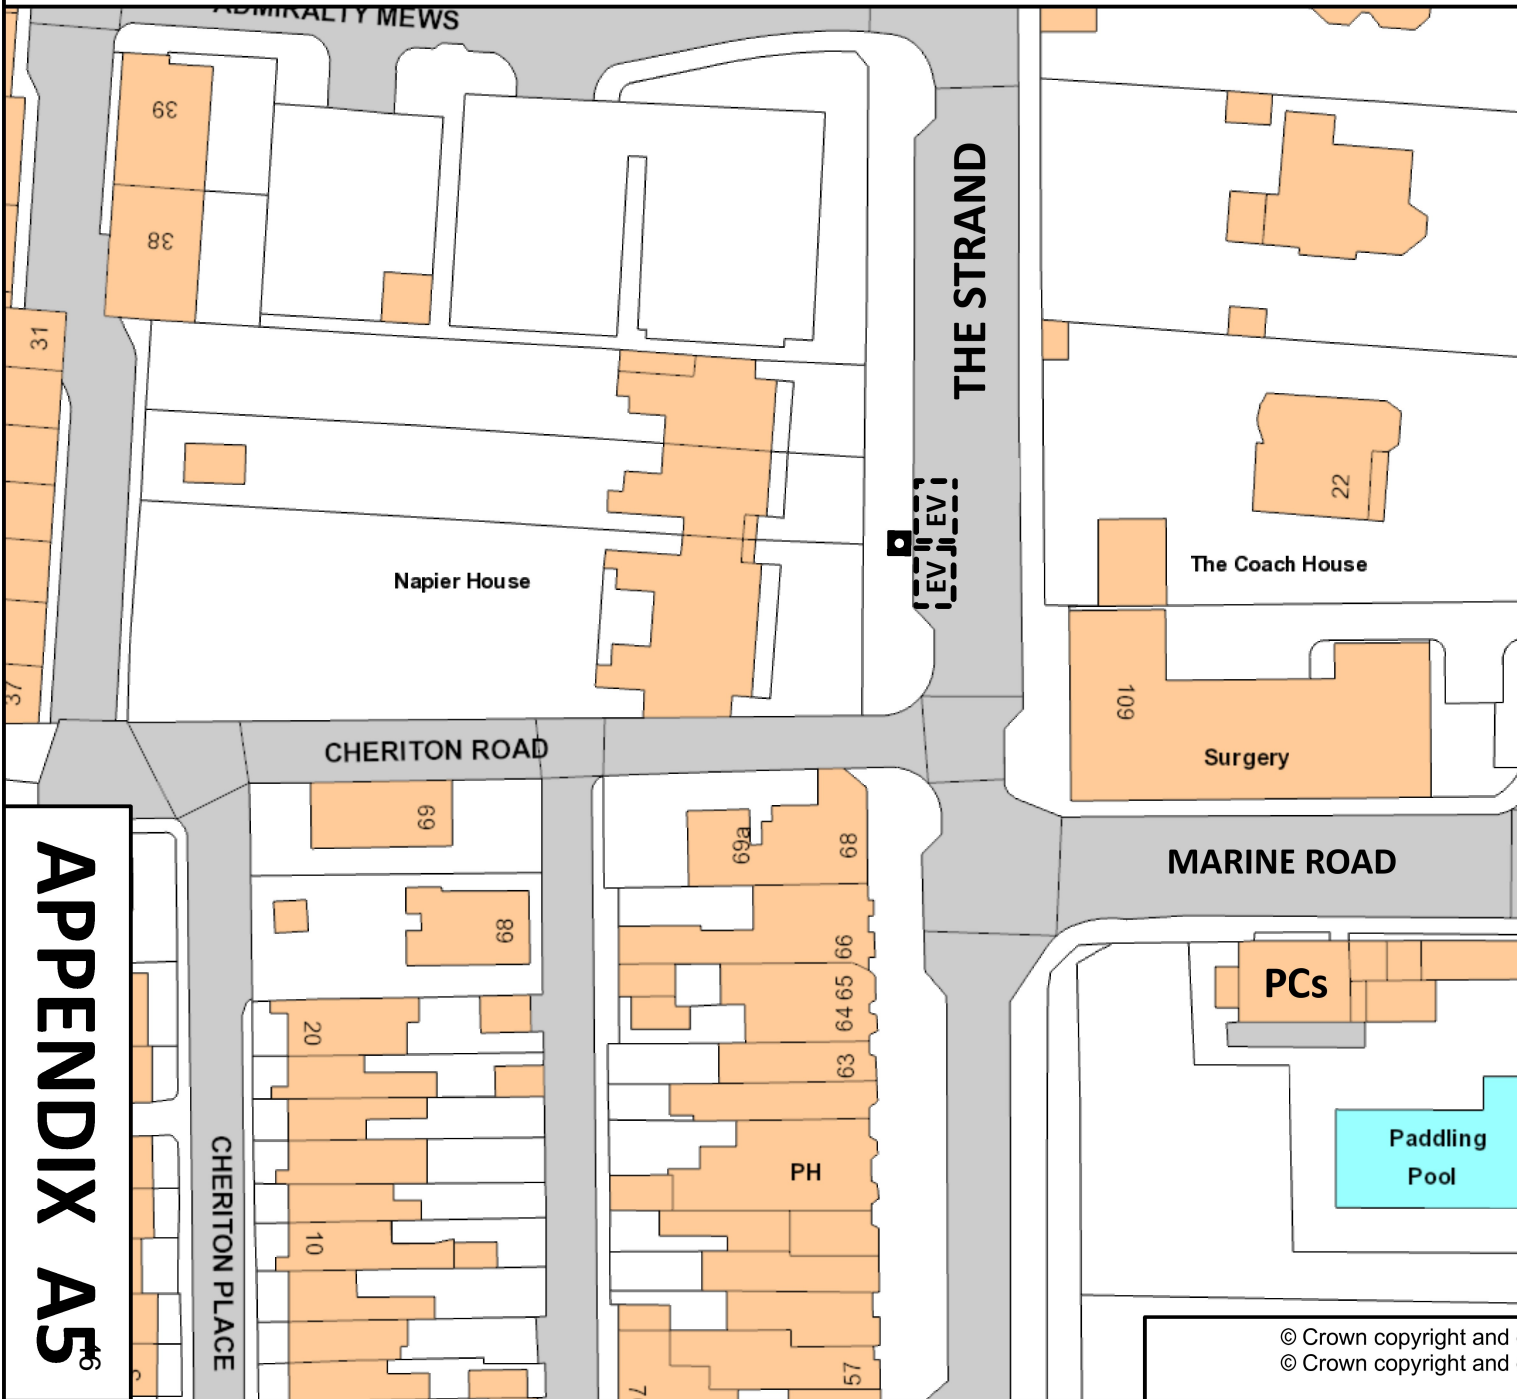 ADMIRALTY MEWS
39
38
31
THE STRAND
22
EV
EV
Napier House
The Coach House
37
109
Surgery
CHERITON ROAD
69
69a
68
MARINE ROAD
68
66
65
64
63
PCs
20
Paddling
Pool
PH
10
CHERITON PLACE
57
7
APPENDIX A5
46
© Crown copyright and
© Crown copyright and